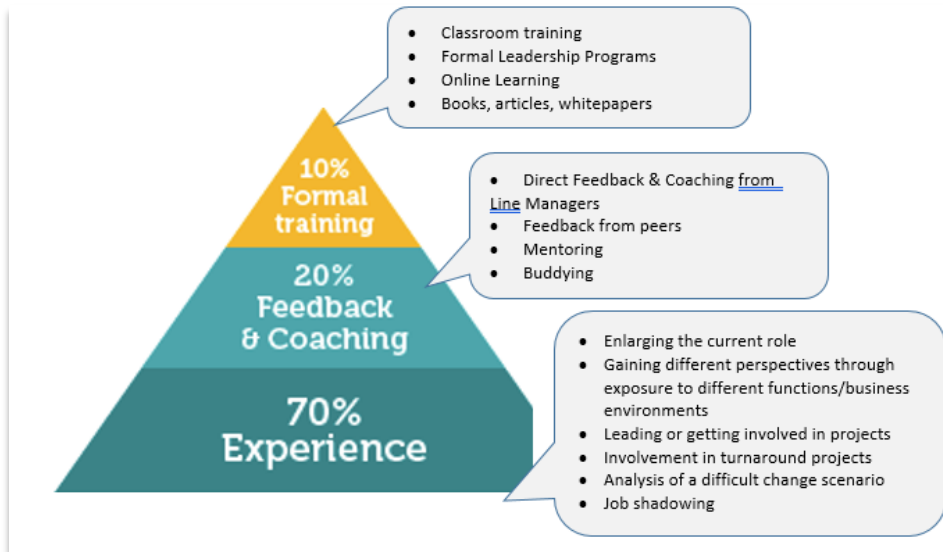 • Classroom training
• Formal Leadership Programs
• Online Learning
• Books, articles, whitepapers
10%
Formal
training
• Direct Feedback & Coaching from
Line Managers
• Feedback from peers
• Mentoring
• Buddying
20%
Feedback
& Coaching
• Enlarging the current role
• Gaining different perspectives through
exposure to different functions/business
environments
• Leading or getting involved in projects
• Involvement in turnaround projects
• Analysis of a difficult change scenario
• Job shadowing
70%
Experience